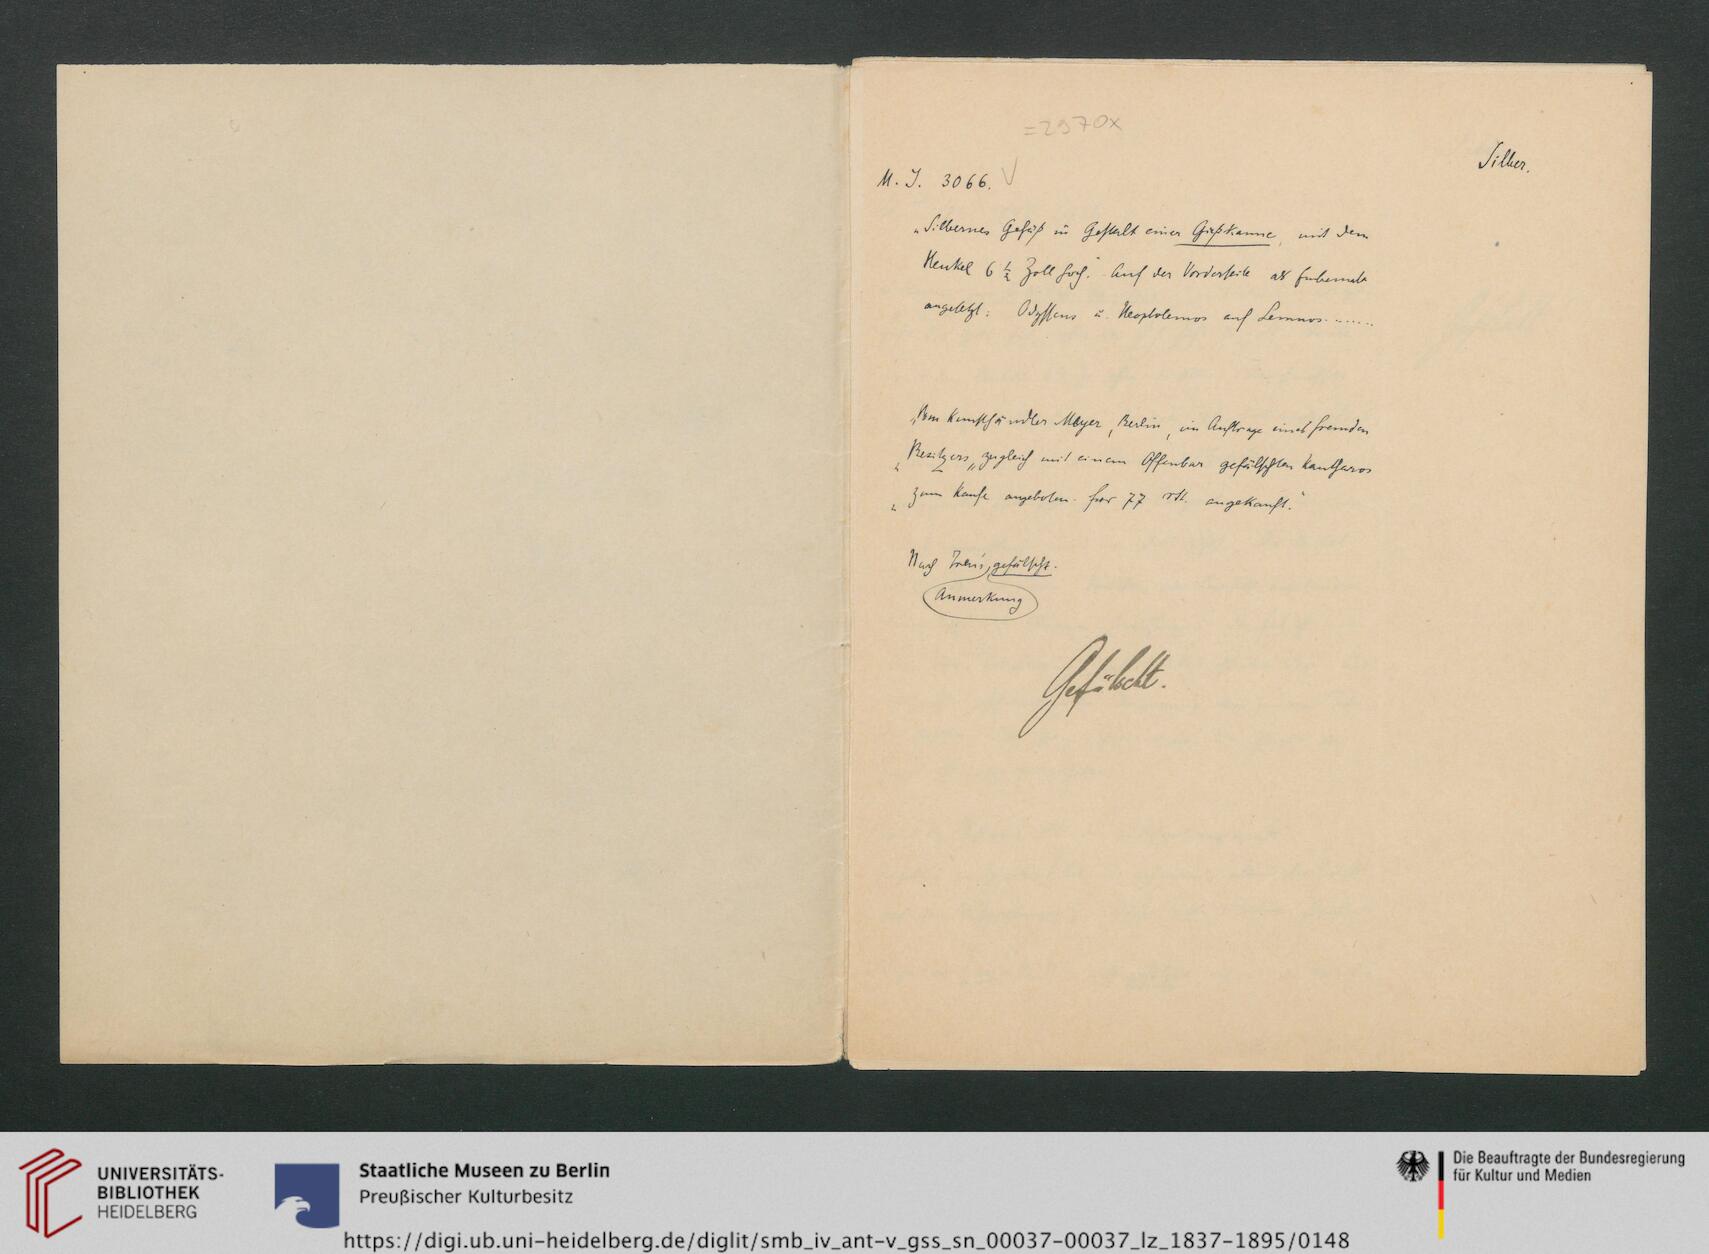 =2970x
Silber.
M. I. 3066.
„Silbernes Gefäß in Gestalt einer Gießkanne, mit dem
Henkel 6 1/2 Zoll hoch." Auf der Vorderseite als
angesetzt: Odysseus u. Neoptolemos auf Lemnos.......
„Vom Kunsthändler Meyer, Berlin, im Auftrage eines fremden
„Besitzers „zugleich mit einem offenbar gefälschten Kantharos
„zum Kaufe angeboten. für 77 rtl. angekauft."
Nach Treu's, gefälscht.
Anmerkung
Gefälscht.
UNIVERSITÄTS-
BIBLIOTHEK
HEIDELBERG
Staatliche Museen zu Berlin
Preußischer Kulturbesitz
https://digi.ub.uni-heidelberg.de/diglit/smb_iv_ant-v_gss_sn_00037-00037_lz_1837-1895/0148
Die Beauftragte der Bundesregierung
für Kultur und Medien